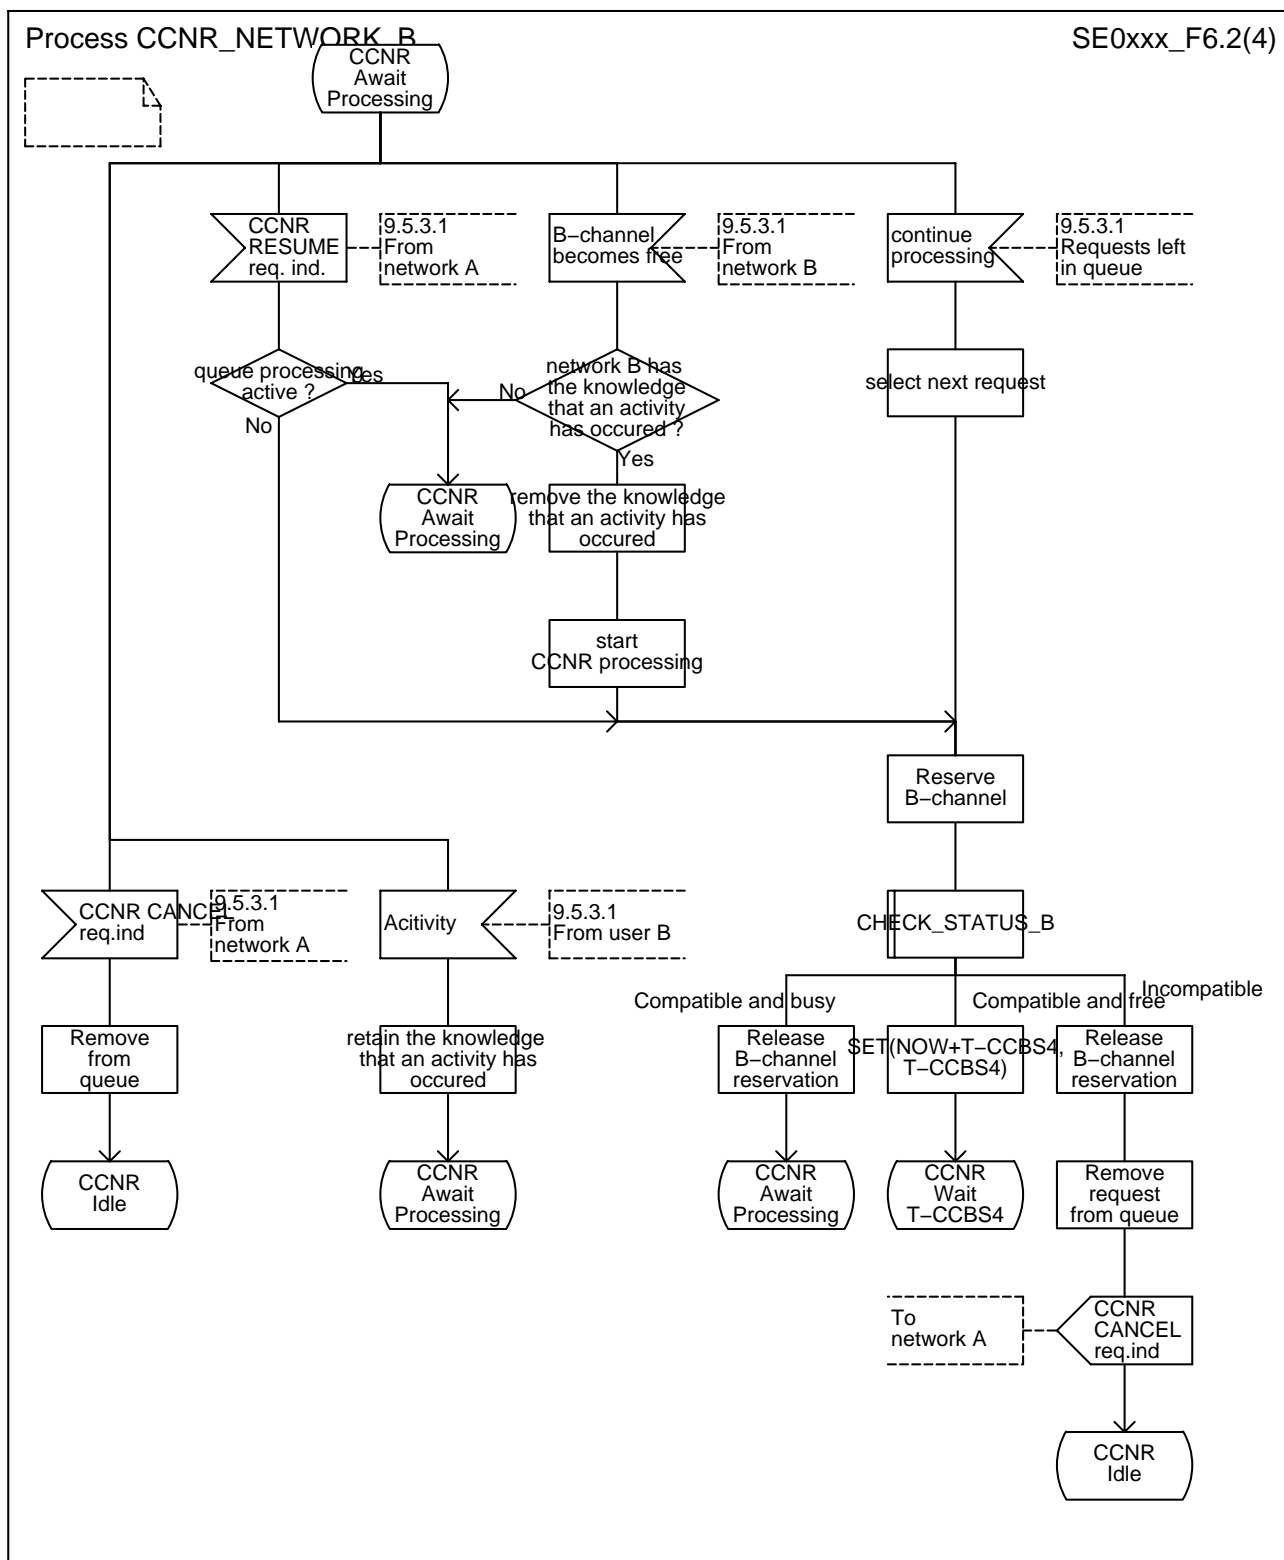 Process CCNR_NETWORK_B
SE0xxx_F6.2(4)
CCNR
Await
Processing
CCNR
RESUME
req. ind.
9.5.3.1
From
network A
B−channel
becomes free
9.5.3.1
From
network B
continue
processing
9.5.3.1
Requests left
in queue
queue processing
active ?
Yes
No
network B has
the knowledge
that an activity
has occured ?
No
Yes
select next request
CCNR
Await
Processing
remove the knowledge
that an activity has
occured
start
CCNR processing
Reserve
B−channel
CCNR CANCEL
req.ind
9.5.3.1
From
network A
Acitivity
9.5.3.1
From user B
CHECK_STATUS_B
Compatible and busy
Compatible and free
Incompatible
Remove
from
queue
retain the knowledge
that an activity has
occured
Release
B−channel
reservation
SET(NOW+T−CCBS4,
T−CCBS4)
Release
B−channel
reservation
CCNR
Idle
CCNR
Await
Processing
CCNR
Await
Processing
CCNR
Wait
T−CCBS4
Remove
request
from queue
To
network A
CCNR
CANCEL
req.ind
CCNR
Idle